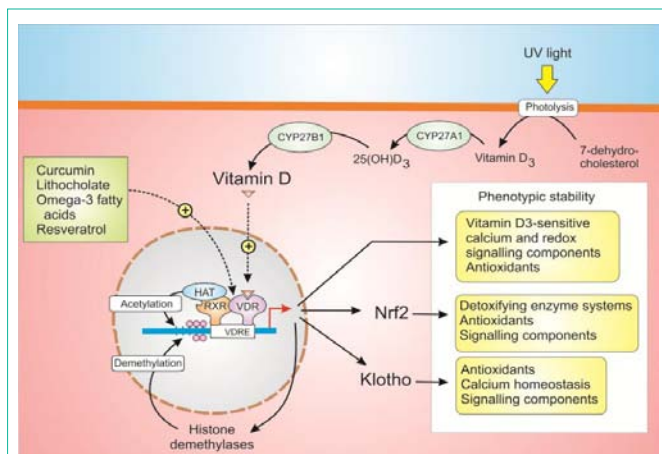 UV light
Photolysis
CYP27B1
CYP27A1
7-dehydro-
cholesterol
Vitamin D3
25(OH)D3
Vitamin D
Curcumin
Lithocholate
Omega-3 fatty
acids
Resveratrol
+
+
Phenotypic stability
Vitamin D3-sensitive
calcium and redox
signalling components
Antioxidants
HAT
RXR
VDR
Acetylation
VDRE
Demethylation
Nrf2
Detoxifying enzyme systems
Antioxidants
Signalling components
Klotho
Antioxidants
Calcium homeostasis
Signalling components
Histone
demethylases